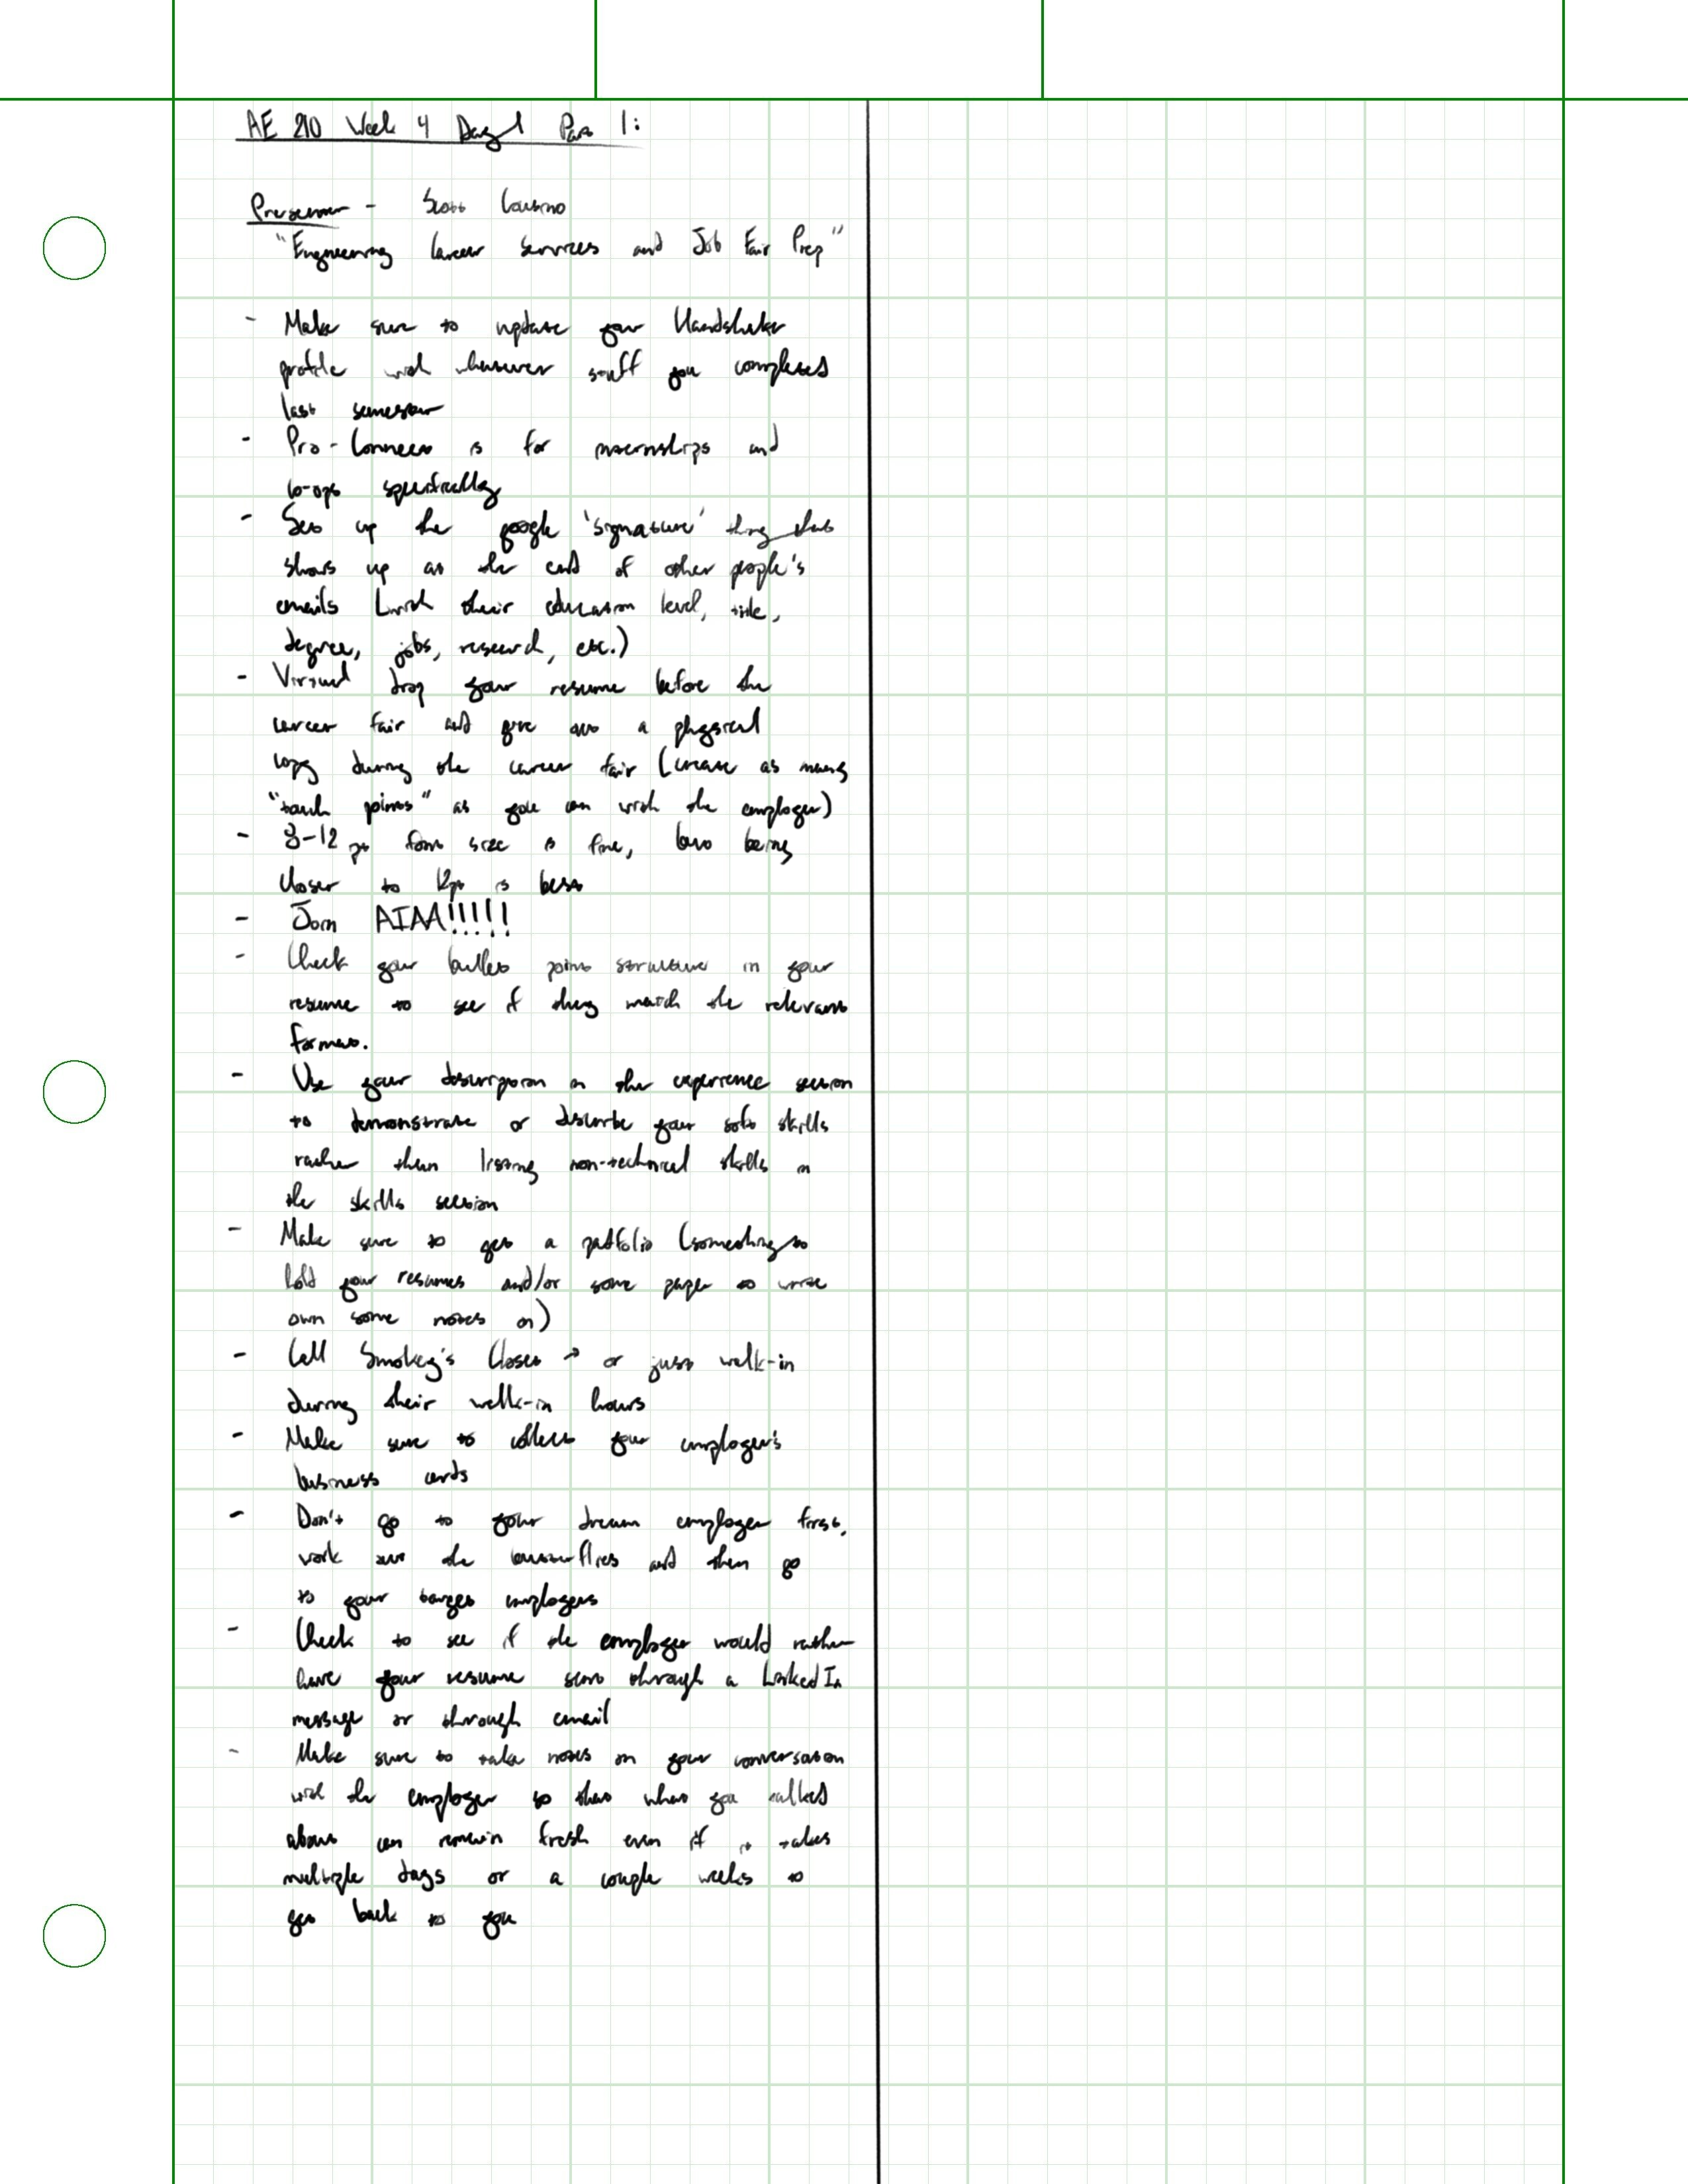 AE 210 Week 4 Day 1 Part 1:
Presenter - Scott
"Engineering Career Services and Job Fair Prep"
- Make sure to update your Handshake
profile with whatever stuff you completed
last semester
- Pro-Connect is for internships and
co-ops specifically
- Set up the google 'signature' thing that
shows up at the end of other people's
emails (with their education level, title,
degree, jobs, research, etc.)
- Virtual drop your resume before the
career fair and give out a physical
copy during the career fair (create as many
"touch points" as you can with the employer)
- 8-12 pt font size is fine, but being
closer to 12pt is best
- Join AIAA!!!!!
- Check your bullet point structure in your
resume to see if they match the relevant
format.
- Use your description in the experience section
to demonstrate or describe your soft skills
rather than listing non-technical skills in
the skills section
- Make sure to get a padfolio (something to
hold your resumes and/or some paper to write
own some notes on)
- Call Smokey's Closet → or just walk-in
during their walk-in hours
- Make sure to collect your employer's
business cards
- Don't go to your dream employer first,
work out the butterflies and then go
to your target employers
- Check to see if the employer would rather
have your resume sent through a LinkedIn
message or through email
- Make sure to take notes on your conversation
with the employer so that what you talked
about can remain fresh even if it takes
multiple days or a couple weeks to
get back to you